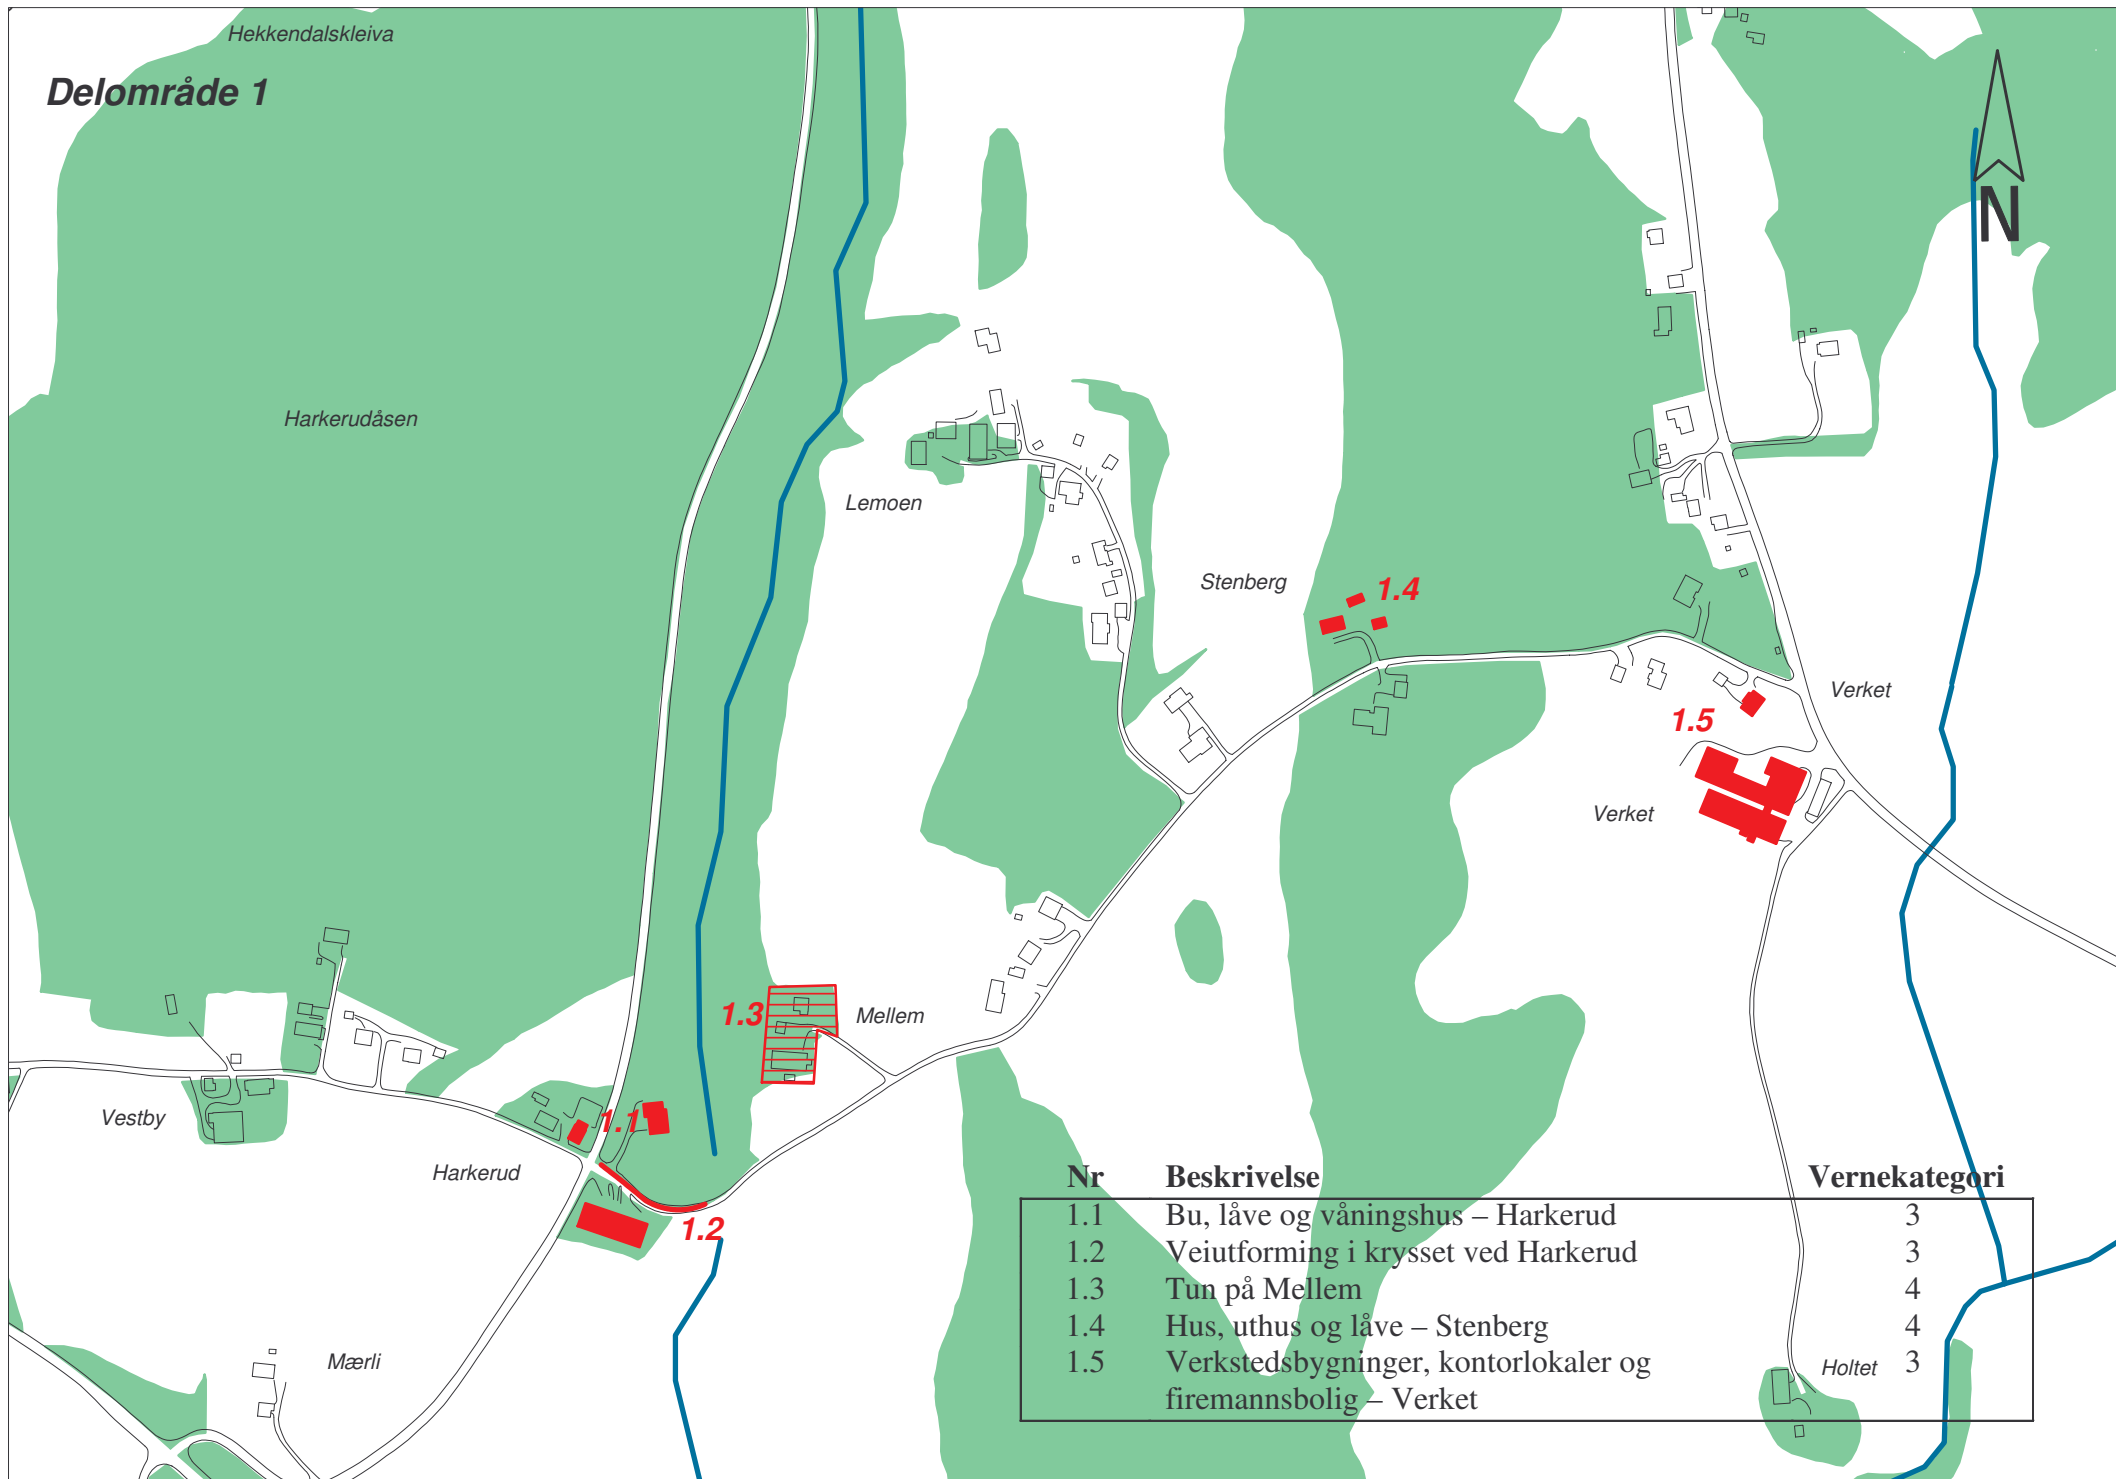 Hekkendalskleiva
Delområde 1
N
Harkerudåsen
Lemoen
Stenberg
1.4
Verket
1.5
Verket
1.3
Mellem
Vestby
1.1
Harkerud
1.2
Mærli
Holtet
Nr Beskrivelse Vernekategori
1.1 Bu, låve og våningshus – Harkerud 3
1.2 Veiutforming i krysset ved Harkerud 3
1.3 Tun på Mellem 4
1.4 Hus, uthus og låve – Stenberg 4
1.5 Verkstedsbygninger, kontorlokaler og 3
firemannsbolig – Verket